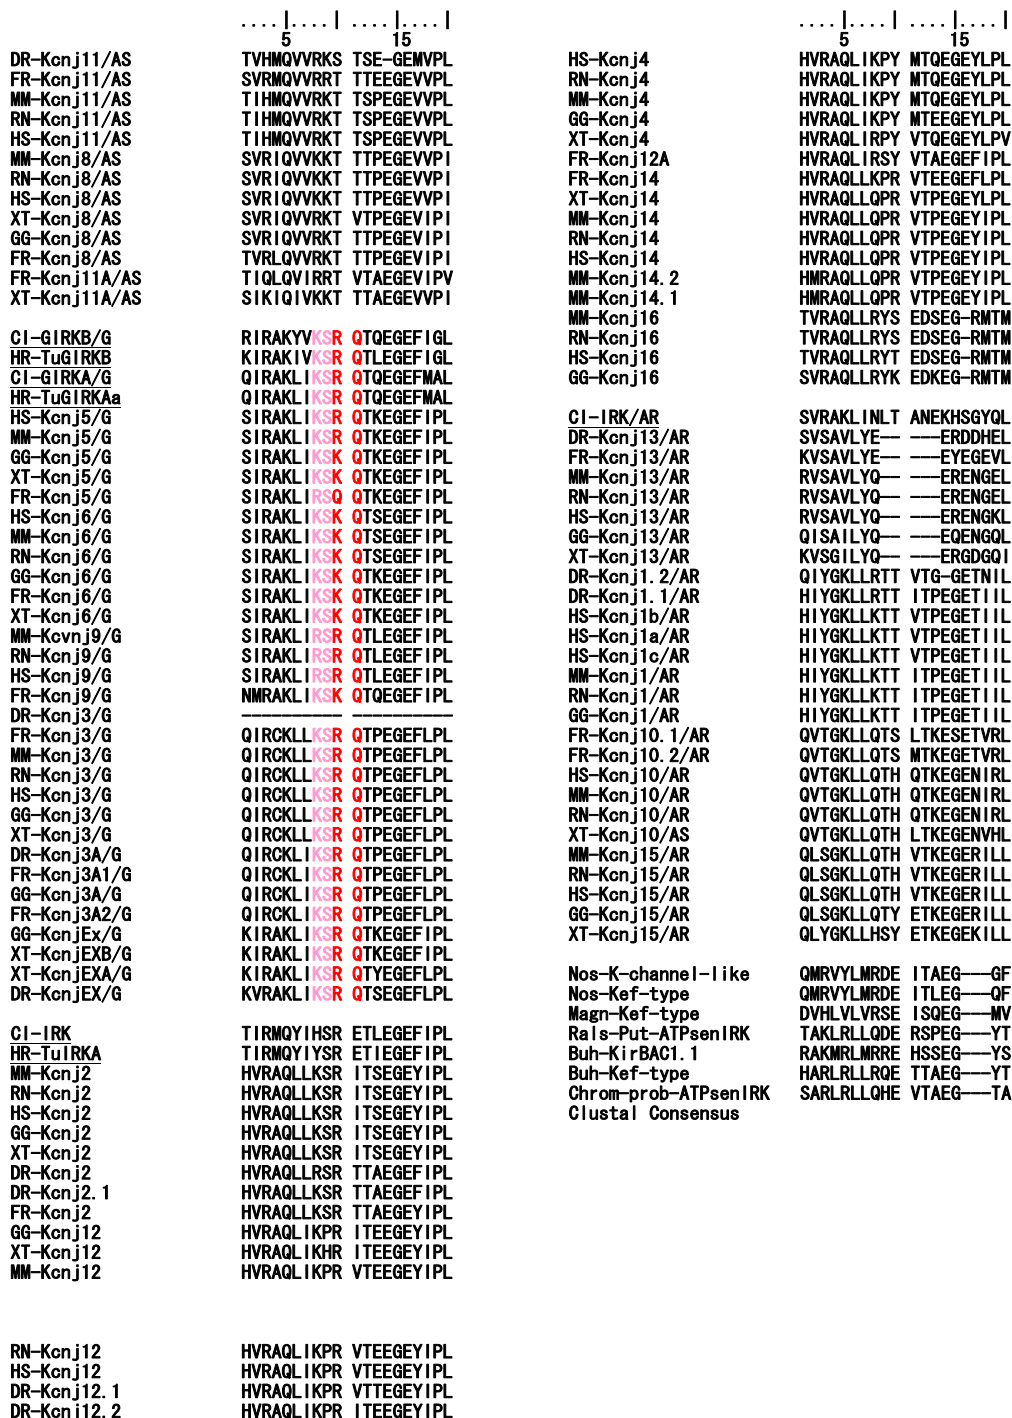 ....|....| ....|....|
5 15
DR-Kcnj11/AS TVHMQVVRKS TSE-GEMVPL
FR-Kcnj11/AS SVRMQVVRRT TTEEGEVVPL
MM-Kcnj11/AS TIHMQVVRKT TSPEGEVVPL
RN-Kcnj11/AS TIHMQVVRKT TSPEGEVVPL
HS-Kcnj11/AS TIHMQVVRKT TSPEGEVVPL
MM-Kcnj8/AS SVRIQVVKKT TTPEGEVVPI
RN-Kcnj8/AS SVRIQVVKKT TTPEGEVVPI
HS-Kcnj8/AS SVRIQVVKKT TTPEGEVVPI
XT-Kcnj8/AS SVRIQVVRKT VTPEGEVIPI
GG-Kcnj8/AS SVRIQVVRKT TTPEGEVIPI
FR-Kcnj8/AS TVRLQVVRKT TTPEGEVVPI
FR-Kcnj11A/AS TIQLQVIRRT VTAEGEVIPV
XT-Kcnj11A/AS SIKIQIVKKT TTAEGEVVPI
CI-GIRKB/G RIRAKYVKSR QTQEGEFIGL
HR-TuGIRKB KIRAKIVKSR QTQEGEFIGL
CI-GIRKA/G QIRAKLIKSR QTQEGEFMAL
HR-TuGIRKAa QIRAKLIKSR QTQEGEFMAL
HS-Kcnj5/G SIRAKLIKSR QTKEGEFIPL
MM-Kcnj5/G SIRAKLIKSR QTKEGEFIPL
GG-Kcnj5/G SIRAKLIKSK QTKEGEFIPL
XT-Kcnj5/G SIRAKLIKSK QTKEGEFIPL
FR-Kcnj5/G SIRAKLIRSQ QTKEGEFIPL
HS-Kcnj6/G SIRAKLIKSK QTSEGEFIPL
MM-Kcnj6/G SIRAKLIKSK QTSEGEFIPL
RN-Kcnj6/G SIRAKLIKSK QTSEGEFIPL
GG-Kcnj6/G SIRAKLIKSK QTKEGEFIPL
FR-Kcnj6/G SIRAKLIKSK QTKEGEFIPL
XT-Kcnj6/G SIRAKLIKSK QTKEGEFIPL
MM-Kcvnj9/G SIRAKLIRSR QTLEGEFIPL
RN-Kcnj9/G SIRAKLIRSR QTLEGEFIPL
HS-Kcnj9/G SIRAKLIRSR QTLEGEFIPL
FR-Kcnj9/G NMRAKLIKSK QTQEGEFIPL
DR-Kcnj3/G ---------- ----------
FR-Kcnj3/G QIRCKLLKSR QTPEGEFLPL
MM-Kcnj3/G QIRCKLLKSR QTPEGEFLPL
RN-Kcnj3/G QIRCKLLKSR QTPEGEFLPL
HS-Kcnj3/G QIRCKLLKSR QTPEGEFLPL
GG-Kcnj3/G QIRCKLLKSR QTPEGEFLPL
XT-Kcnj3/G QIRCKLLKSR QTPEGEFLPL
DR-Kcnj3A/G QIRCKLIKSR QTPEGEFLPL
FR-Kcnj3A1/G QIRCKLIKSR QTPEGEFLPL
GG-Kcnj3A/G QIRCKLIKSR QTPEGEFLPL
FR-Kcnj3A2/G QIRCKLIKSR QTPEGEFLPL
GG-KcnjEx/G KIRAKLIKSR QTKEGEFIPL
XT-KcnjEXB/G KIRAKLIKSR QTKEGEFIPL
XT-KcnjEXA/G KIRAKLIKSR QTYEGEFIPL
DR-KcnjEX/G KVRAKLIKSR QTSEGEFLPL
CI-IRK TIRMQYIHSR ETLEGEFIPL
HR-TuIRKA TIRMQYIYSR ETIEGEFIPL
MM-Kcnj2 HVRAQLLKSR ITSEGEYIPL
RN-Kcnj2 HVRAQLLKSR ITSEGEYIPL
HS-Kcnj2 HVRAQLLKSR ITSEGEYIPL
GG-Kcnj2 HVRAQLLKSR ITSEGEYIPL
XT-Kcnj2 HVRAQLLKSR ITSEGEYIPL
DR-Kcnj2 HVRAQLLRSR TTAEGEFIPL
DR-Kcnj2.1 HVRAQLLKSR TTAEGEFIPL
FR-Kcnj2 HVRAQLLKSR TTAEGEYIPL
GG-Kcnj12 HVRAQLIKPR ITEEGEYIPL
XT-Kcnj12 HVRAQLIKHR ITEEGEYIPL
MM-Kcnj12 HVRAQLIKPR VTEEGEYIPL
RN-Kcnj12 HVRAQLIKPR VTEEGEYIPL
HS-Kcnj12 HVRAQLIKPR VTEEGEYIPL
DR-Kcnj12.1 HVRAQLIKPR VTTEGEYIPL
DR-Kcnj12.2 HVRAQLIKPR ITEEGEYIPL
....|....| ....|....|
5 15
HS-Kcnj4 HVRAQLIKPY MTQEGEYLPL
RN-Kcnj4 HVRAQLIKPY MTQEGEYLPL
MM-Kcnj4 HVRAQLIKPY MTQEGEYLPL
GG-Kcnj4 HVRAQLIKPY MTEEGEYLPL
XT-Kcnj4 HVRAQLIRPY VTQEGEYLPV
FR-Kcnj12A HVRAQLIRSY VTAEGEFIPL
FR-Kcnj14 HVRAQLLKPR VTEEGEFLPL
XT-Kcnj14 HVRAQLLQPR VTPEGEYLPL
MM-Kcnj14 HVRAQLLQPR VTPEGEYIPL
RN-Kcnj14 HVRAQLLQPR VTPEGEYIPL
HS-Kcnj14 HVRAQLLQPR VTPEGEYIPL
MM-Kcnj14.2 HMRAQLLQPR VTPEGEYIPL
MM-Kcnj14.1 HMRAQLLQPR VTPEGEYIPL
MM-Kcnj16 TVRAQLLRYS EDSEG-RMTM
RN-Kcnj16 TVRAQLLRYS EDSEG-RMTM
HS-Kcnj16 TVRAQLLRYT EDSEG-RMTM
GG-Kcnj16 SVRAQLLRYK EDKEG-RMTM
CI-IRK/AR SVRAKLINLT ANEKHSGYQL
DR-Kcnj13/AR SVSAVLYE-- ---ERDDHEL
FR-Kcnj13/AR KVSAVLYE-- ---EYEGEVL
MM-Kcnj13/AR RVSAVLYQ-- ---ERENGEL
RN-Kcnj13/AR RVSAVLYQ-- ---ERENGEL
HS-Kcnj13/AR RVSAVLYQ-- ---ERENGKL
GG-Kcnj13/AR QISAILYQ-- ---EQENGQL
XT-Kcnj13/AR KVSGILYQ-- ---ERGDGQI
DR-Kcnj1.2/AR QIYGKLLRTT VTG-GETNIL
DR-Kcnj1.1/AR HIYGKLLRTT ITPEGETIIL
HS-Kcnj1b/AR HIYGKLLKTT VTPEGETIIL
HS-Kcnj1a/AR HIYGKLLKTT VTPEGETIIL
HS-Kcnj1c/AR HIYGKLLKTT VTPEGETIIL
MM-Kcnj1/AR HIYGKLLKTT ITPEGETIIL
RN-Kcnj1/AR HIYGKLLKTT ITPEGETIIL
GG-Kcnj1/AR HIYGKLLKTT ITPEGETIIL
FR-Kcnj10.1/AR QVTGKLLQTS LTKESETVRL
FR-Kcnj10.2/AR QVTGKLLQTS MTKEGETVRL
HS-Kcnj10/AR QVTGKLLQTH QTKEGENIRL
MM-Kcnj10/AR QVTGKLLQTH QTKEGENIRL
RN-Kcnj10/AR QVTGKLLQTH QTKEGENIRL
XT-Kcnj10/AS QVTGKLLQTH LTKEGENVHL
MM-Kcnj15/AR QLSGKLLQTH VTKEGERILL
RN-Kcnj15/AR QLSGKLLQTH VTKEGERILL
HS-Kcnj15/AR QLSGKLLQTH VTKEGERILL
GG-Kcnj15/AR QLSGKLLQTY ETKEGERILL
XT-Kcnj15/AR QLYGKLLHSY ETKEGEKILL
Nos-K-channel-like QMRVYLMRDE ITAEG---GF
Nos-Kef-type QMRVYLMRDE ITLEG---QF
Magn-Kef-type DVHLVLVRSE ISQEG---MV
Rals-Put-ATPsenIRK TAKLRLLQDE RSPEG---YT
Buh-KirBAC1.1 RAKMRLMRRE HSSEG---YS
Buh-Kef-type HARLRLLRQE TTAEG---YT
Chrom-prob-ATPsenIRK SARLRLLQHE VTAEG---TA
Clustal Consensus